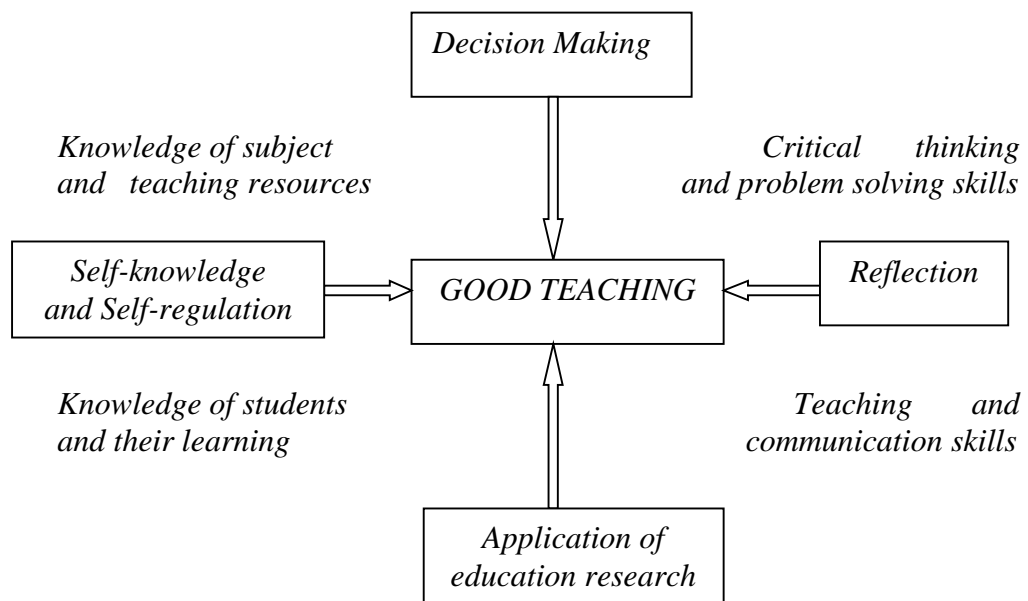 Decision Making
Knowledge of subject
and teaching resources
Critical thinking
and problem solving skills
Self-knowledge
and Self-regulation
GOOD TEACHING
Reflection
Knowledge of students
and their learning
Teaching and
communication skills
Application of
education research